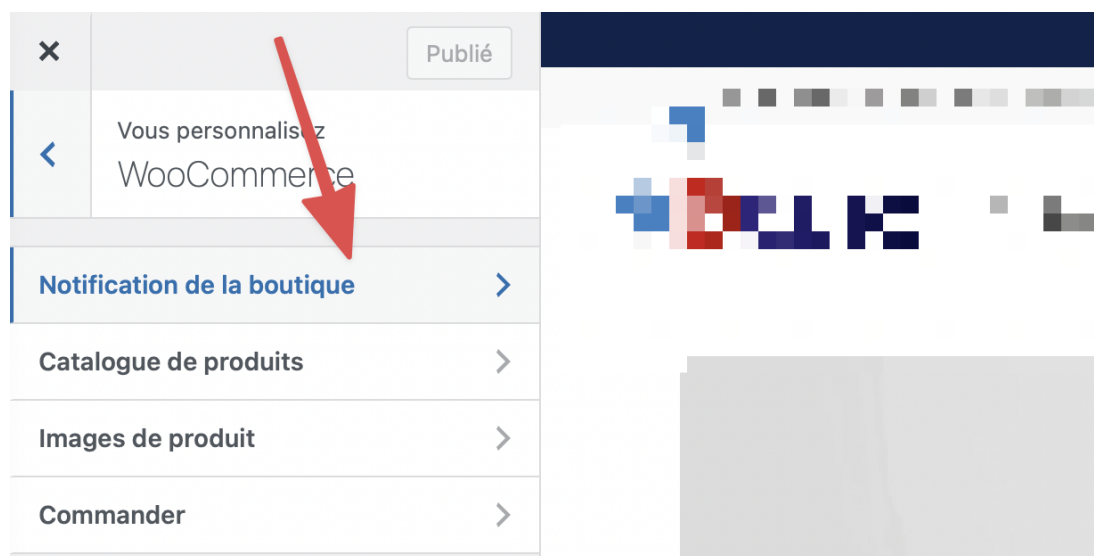 Publié
Vous personnalisez
WooCommerce
Notification de la boutique
Catalogue de produits
Images de produit
Commander